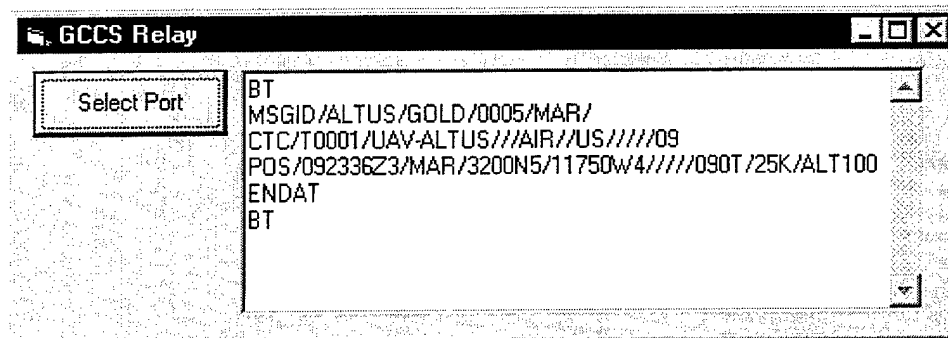 GCCS Relay
Select Port
BT
MSGID/ALTUS/GOLD/0005/MAR/
CTC/T0001/UAV-ALTUS///AIR//US/////09
POS/092336Z3/MAR/3200N5/11750W4/////090T/25K/ALT100
ENDAT
BT